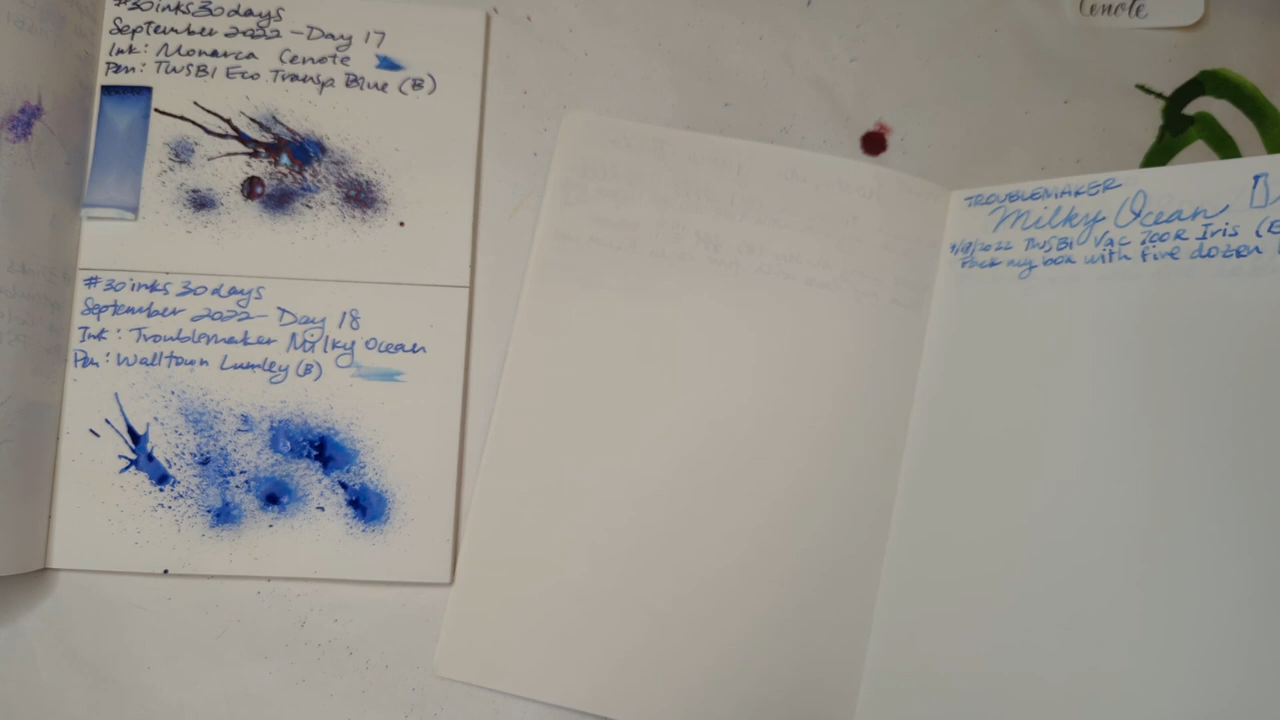 #30inks30days
September 2022 - Day 17
Ink: Monarca Cenote
Pen: TWSBI Eco Transp. Blue (B)
#30inks30days
September 2022 - Day 18
Ink: Troublemaker Milky Ocean
Pen: Walltown Lumley (B)
Cenote
TROUBLEMAKER
Milky Ocean
9/18/2022 TWSBI Vac 700R Iris
Pack my box with five dozen